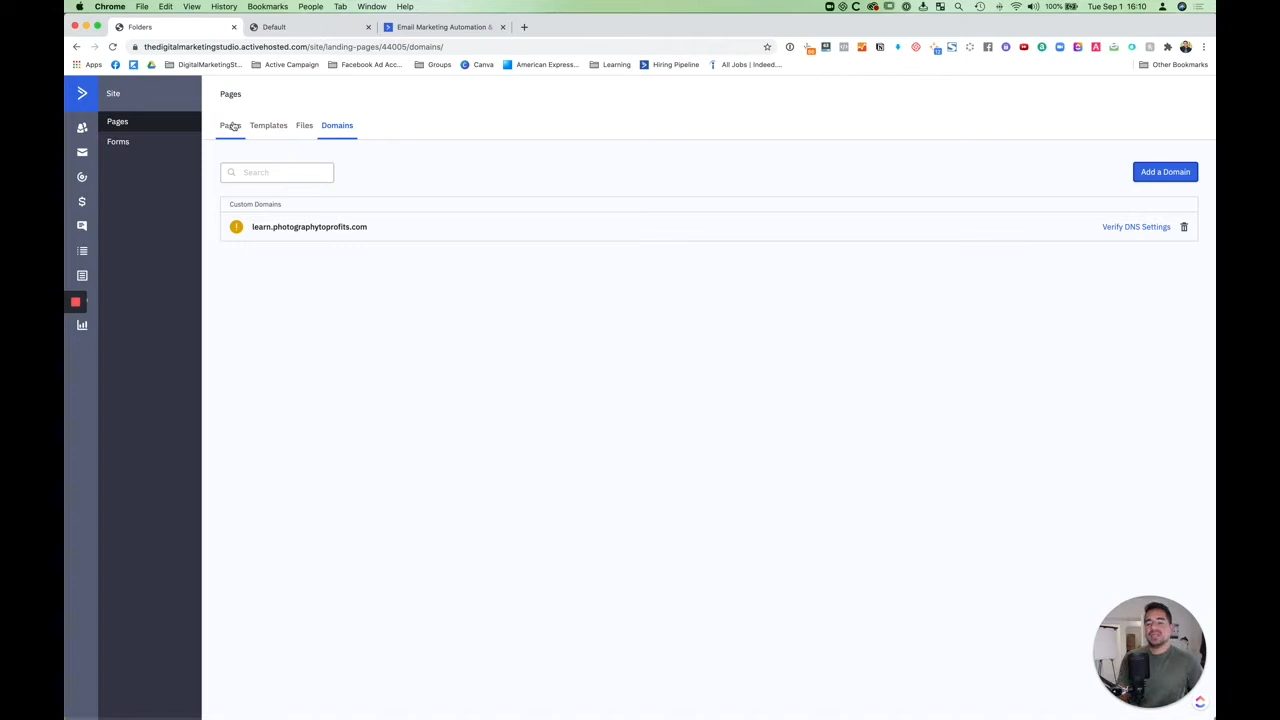 Chrome File Edit View History Bookmarks People Tab Window Help
100% Tue Sep 1 16:10
Folders
Default
Email Marketing Automation &
thedigitalmarketingstudio.activehosted.com/site/landing-pages/44005/domains/
Apps
DigitalMarketingSt...
Active Campaign
Facebook Ad Acc...
Groups
Canva
American Express...
Learning
Hiring Pipeline
All Jobs | Indeed....
Other Bookmarks
Site
Pages
Forms
Pages
Pages Templates Files Domains
Search
Add a Domain
Custom Domains
learn.photographytoprofits.com
Verify DNS Settings